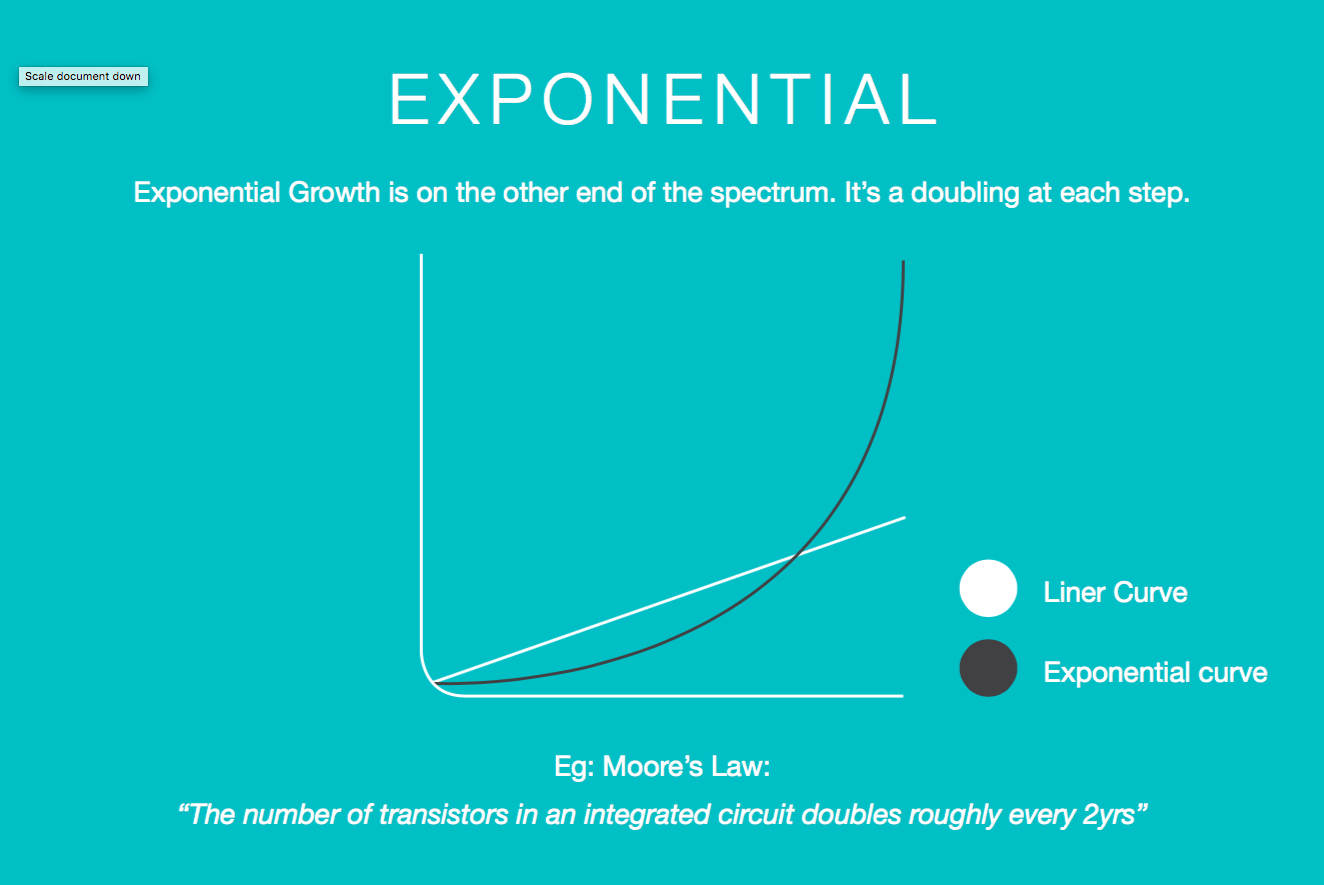 Scale document down
EXPONENTIAL
Exponential Growth is on the other end of the spectrum. It’s a doubling at each step.
Liner Curve
Exponential curve
Eg: Moore’s Law:
“The number of transistors in an integrated circuit doubles roughly every 2yrs”